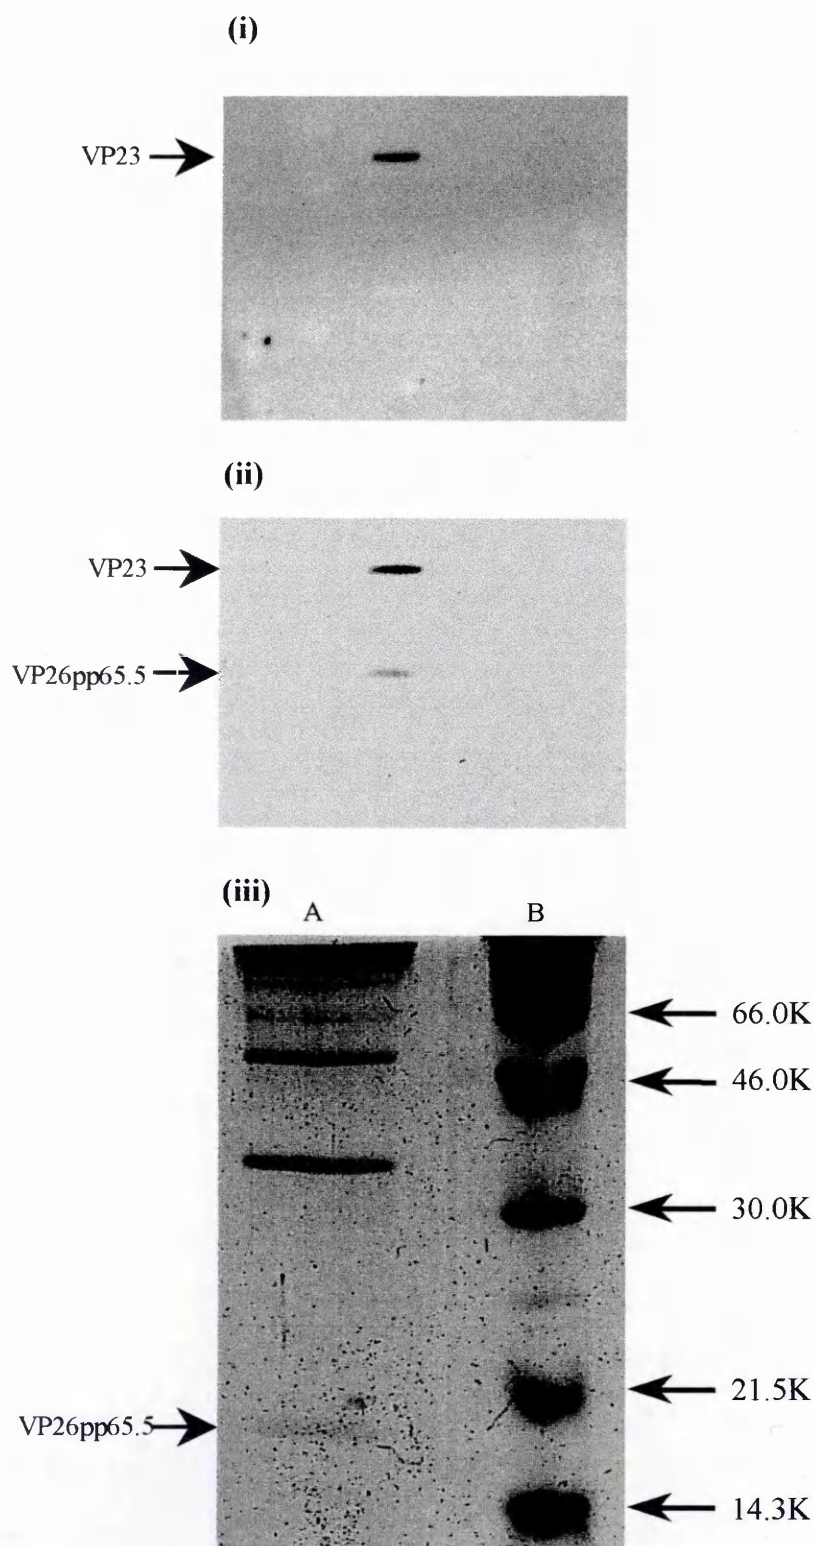 (i)
VP23
(ii)
VP23
VP26pp65.5
(iii)
A B
66.0K
46.0K
30.0K
21.5K
VP26pp65.5
14.3K